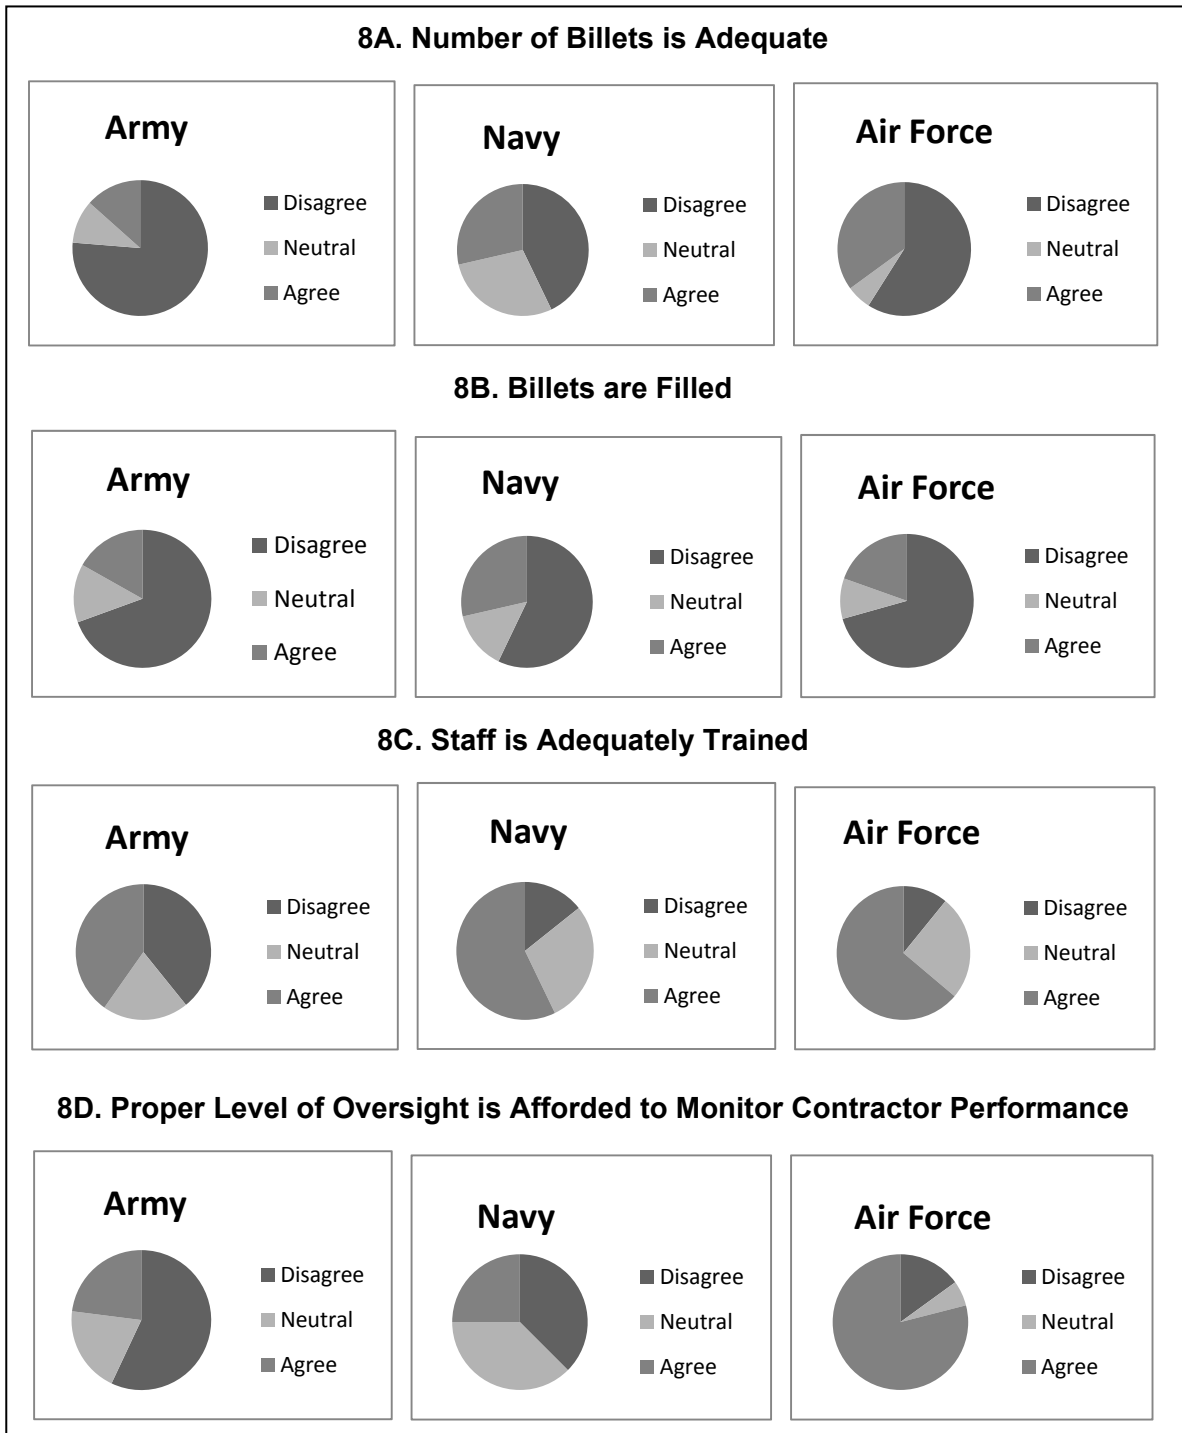 8A. Number of Billets is Adequate
Army
Disagree
Neutral
Agree
Navy
Disagree
Neutral
Agree
Air Force
Disagree
Neutral
Agree
8B. Billets are Filled
Army
Disagree
Neutral
Agree
Navy
Disagree
Neutral
Agree
Air Force
Disagree
Neutral
Agree
8C. Staff is Adequately Trained
Army
Disagree
Neutral
Agree
Navy
Disagree
Neutral
Agree
Air Force
Disagree
Neutral
Agree
8D. Proper Level of Oversight is Afforded to Monitor Contractor Performance
Army
Disagree
Neutral
Agree
Navy
Disagree
Neutral
Agree
Air Force
Disagree
Neutral
Agree